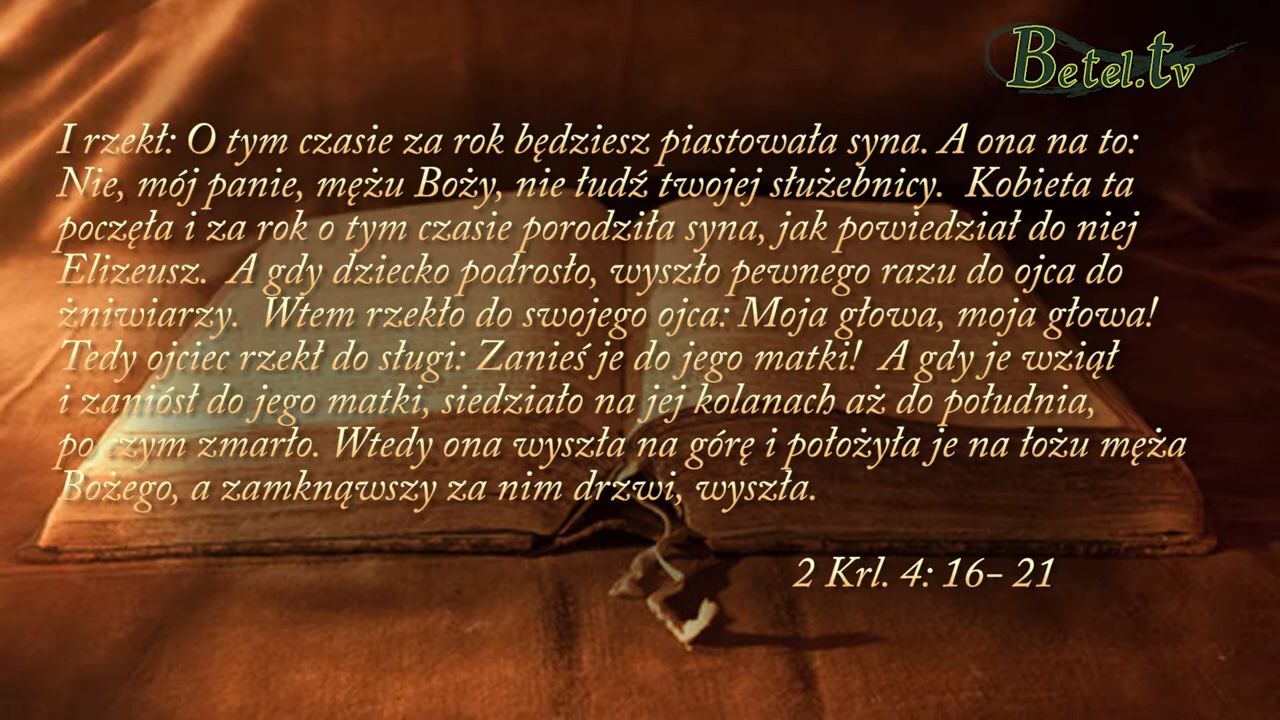 Betel.tv
I rzekł: O tym czasie za rok będziesz piastowała syna. A ona na to:
Nie, mój panie, mężu Boży, nie łudź twojej służebnicy. Kobieta ta
poczęła i za rok o tym czasie porodziła syna, jak powiedział do niej
Elizeusz. A gdy dziecko podrosło, wyszło pewnego razu do ojca do
żniwiarzy. Wtem rzekło do swojego ojca: Moja głowa, moja głowa!
Tedy ojciec rzekł do sługi: Zanieś je do jego matki! A gdy je wziął
i zaniósł do jego matki, siedziało na jej kolanach aż do południa,
po czym zmarło. Wtedy ona wyszła na górę i położyła je na łożu męża
Bożego, a zamknąwszy za nim drzwi, wyszła.
2 Krl. 4: 16- 21